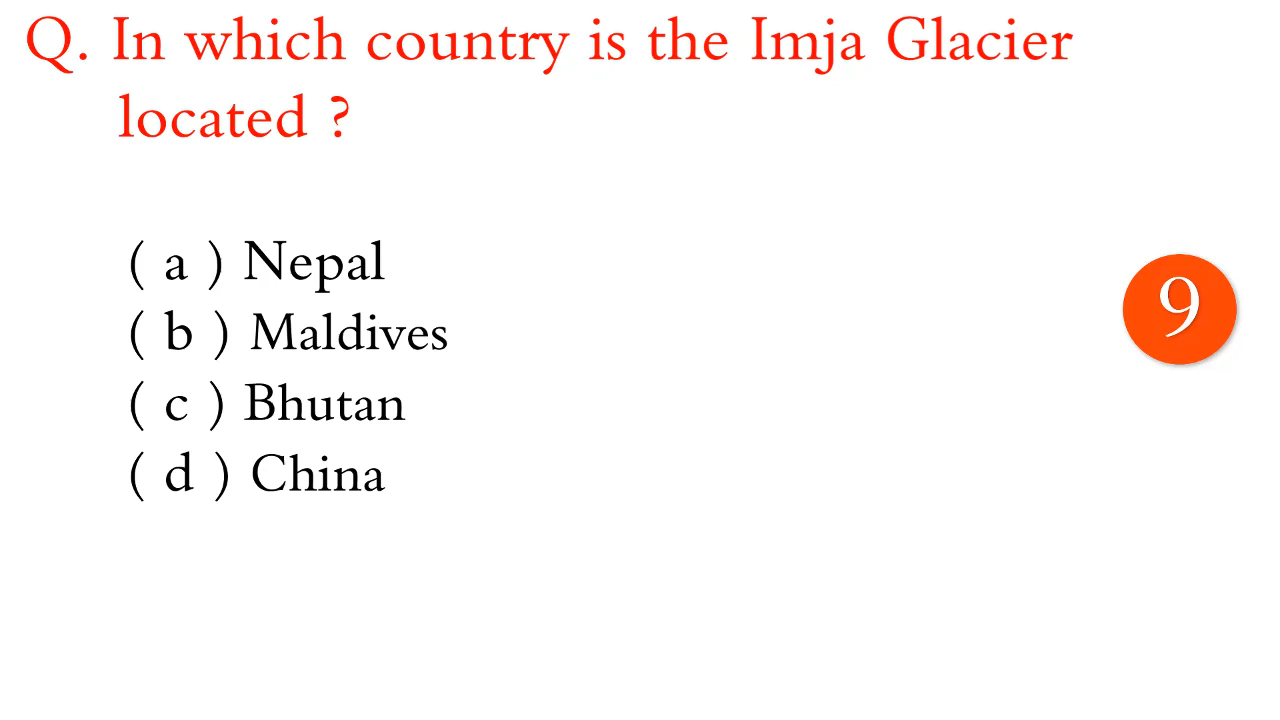 Q. In which country is the Imja Glacier
located ?
( a ) Nepal
( b ) Maldives
( c ) Bhutan
( d ) China
9